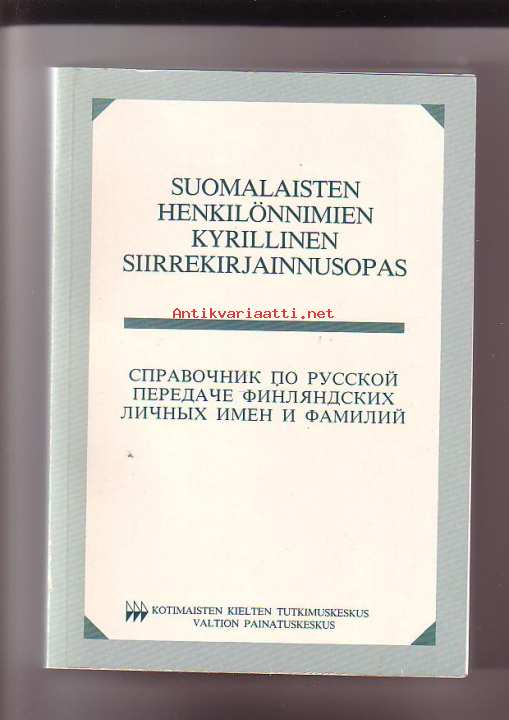 SUOMALAISTEN
HENKILÖNNIMIEN
KYRILLINEN
SIIRREKIRJAINNUSOPAS
Antikvariaatti.net
СПРАВОЧНИК ПО РУССКОЙ
ПЕРЕДАЧЕ ФИНЛЯНДСКИХ
ЛИЧНЫХ ИМЕН И ФАМИЛИЙ
KOTIMAISTEN KIELTEN TUTKIMUSKESKUS
VALTION PAINATUSKESKUS